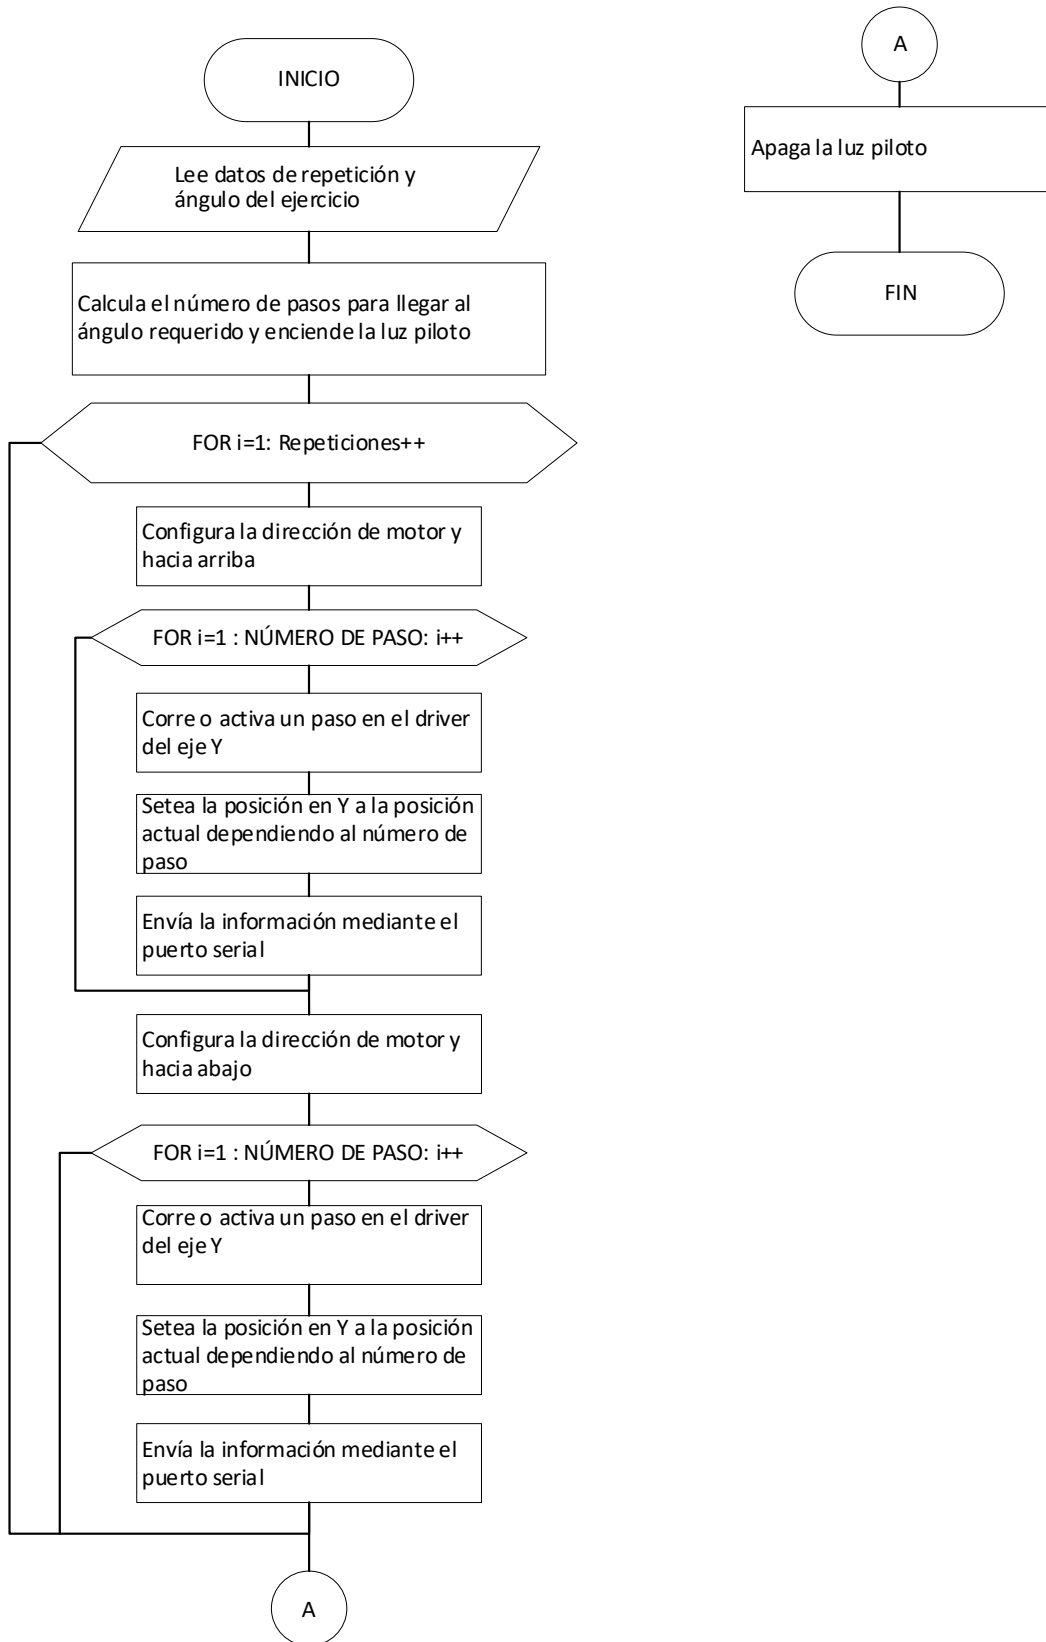 INICIO
Lee datos de repetición y
ángulo del ejercicio
Calcula el número de pasos para llegar al
ángulo requerido y enciende la luz piloto
FOR i=1: Repeticiones++
Configura la dirección de motor y
hacia arriba
FOR i=1 : NÚMERO DE PASO: i++
Corre o activa un paso en el driver
del eje Y
Setea la posición en Y a la posición
actual dependiendo al número de
paso
Envía la información mediante el
puerto serial
Configura la dirección de motor y
hacia abajo
FOR i=1 : NÚMERO DE PASO: i++
Corre o activa un paso en el driver
del eje Y
Setea la posición en Y a la posición
actual dependiendo al número de
paso
Envía la información mediante el
puerto serial
A
A
Apaga la luz piloto
FIN